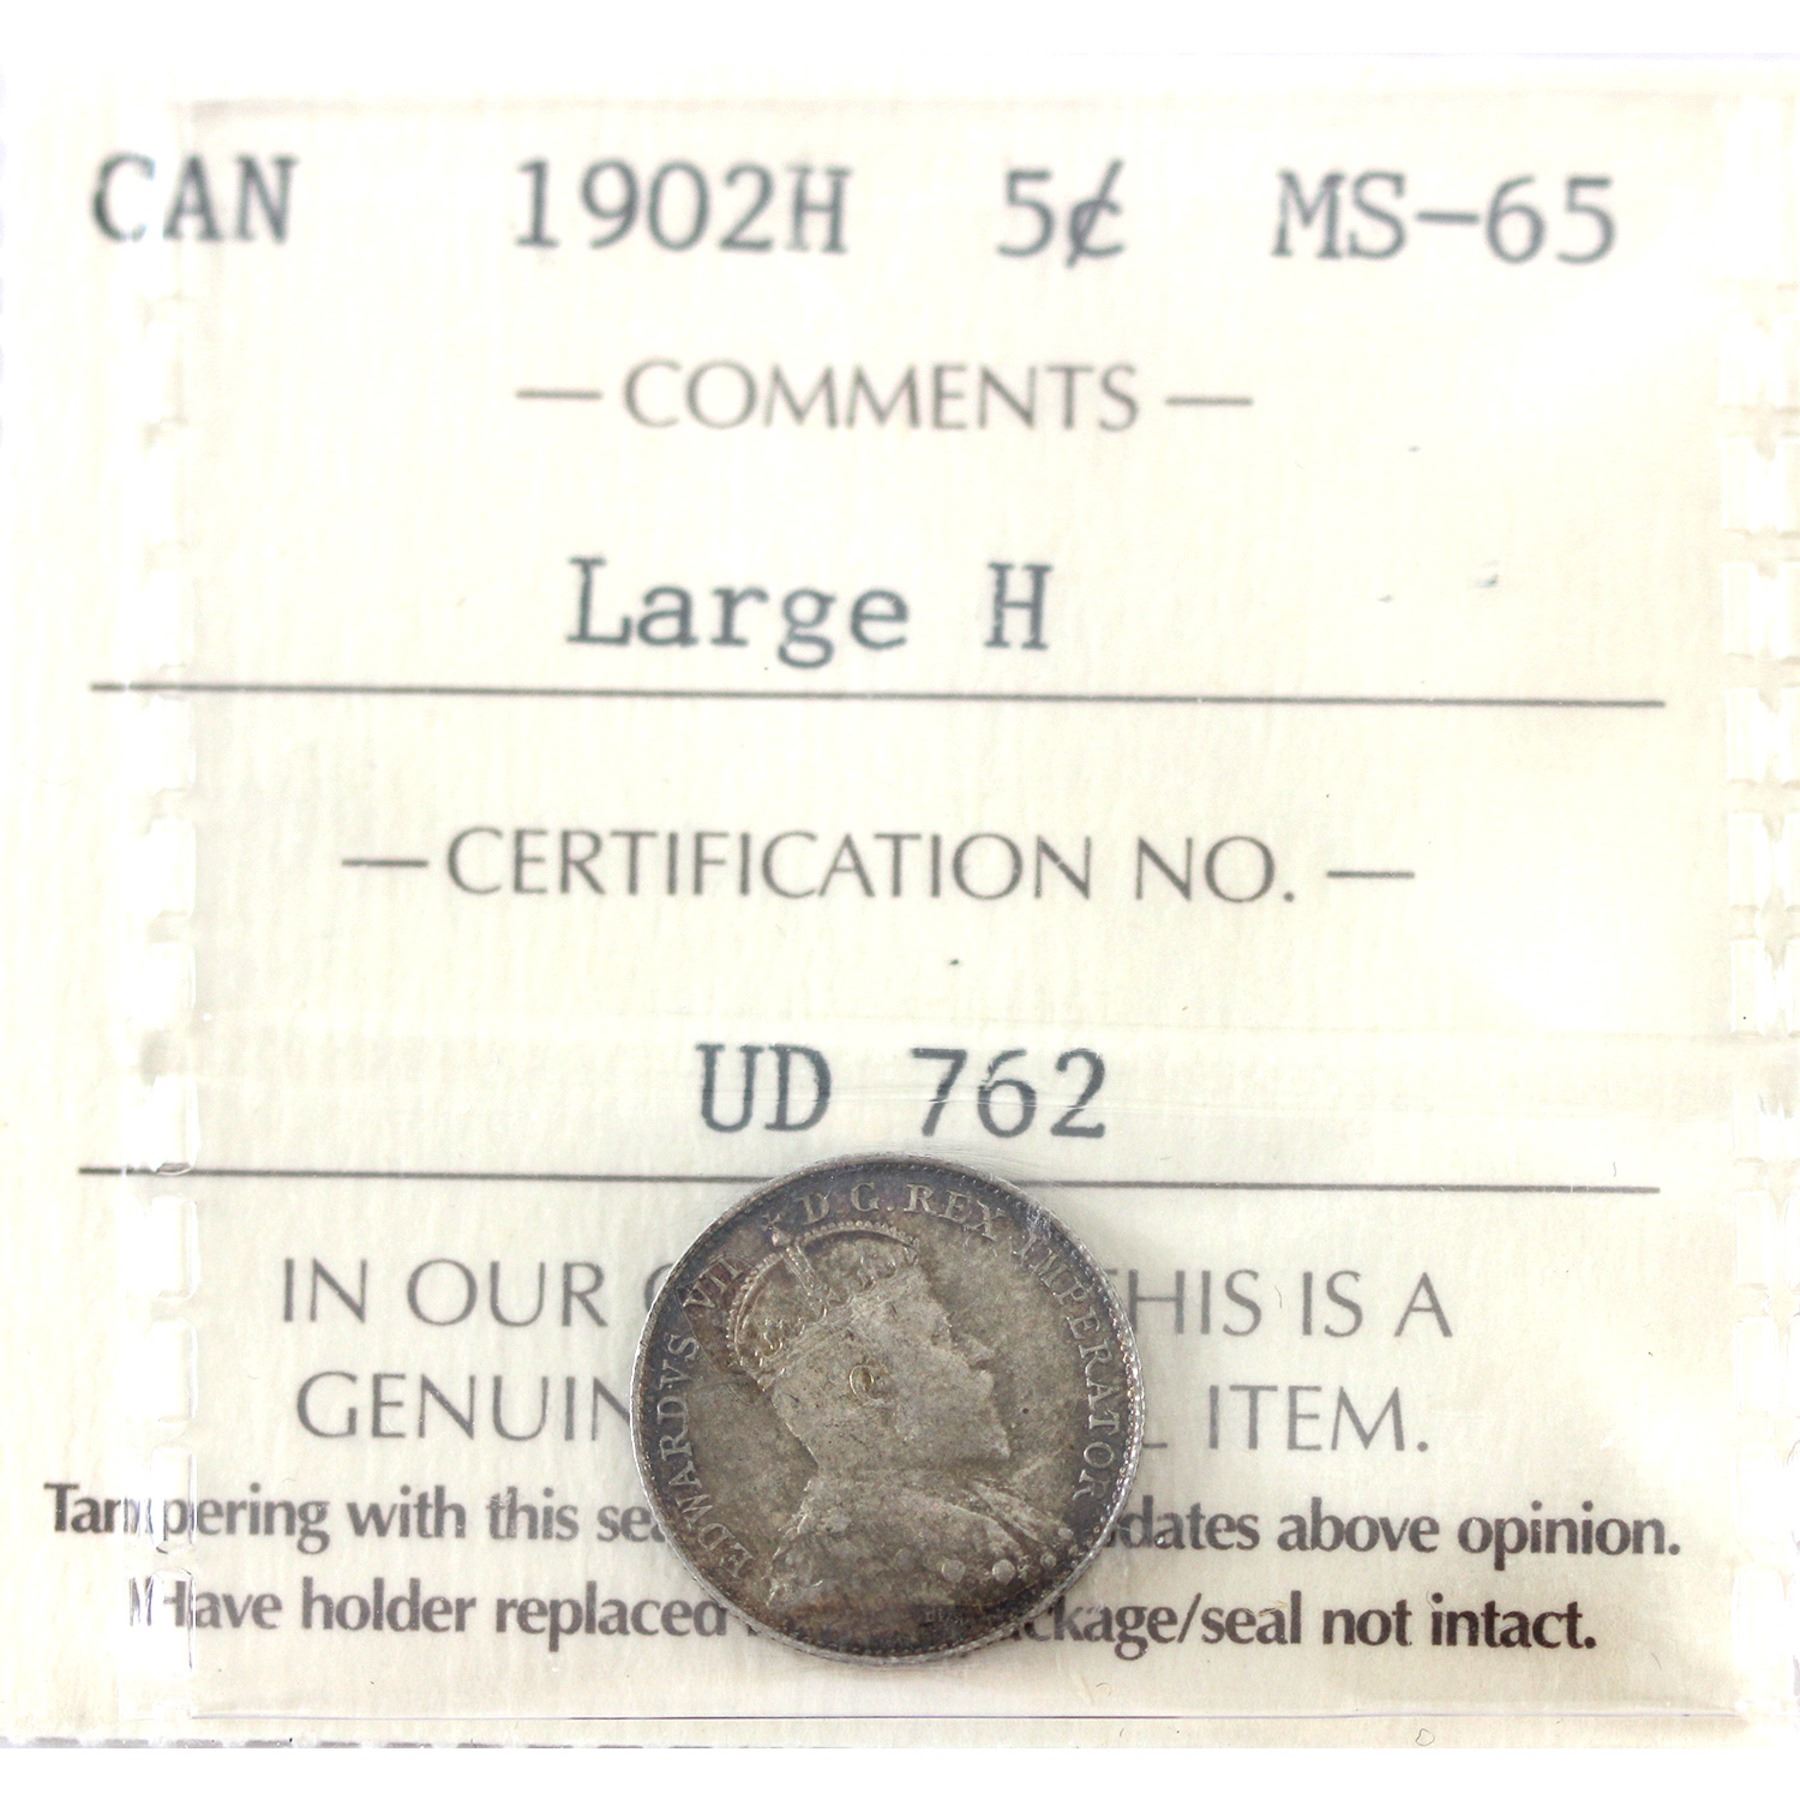 CAN 1902H 5¢ MS-65
— COMMENTS —
Large H
— CERTIFICATION NO. —
UD 762
IN OUR THIS IS A
GENUIN ITEM.
Tampering with this sea dates above opinion.
Have holder replaced ckage/seal not intact.
EDWARDVS VII D.G.REX IMPERATOR